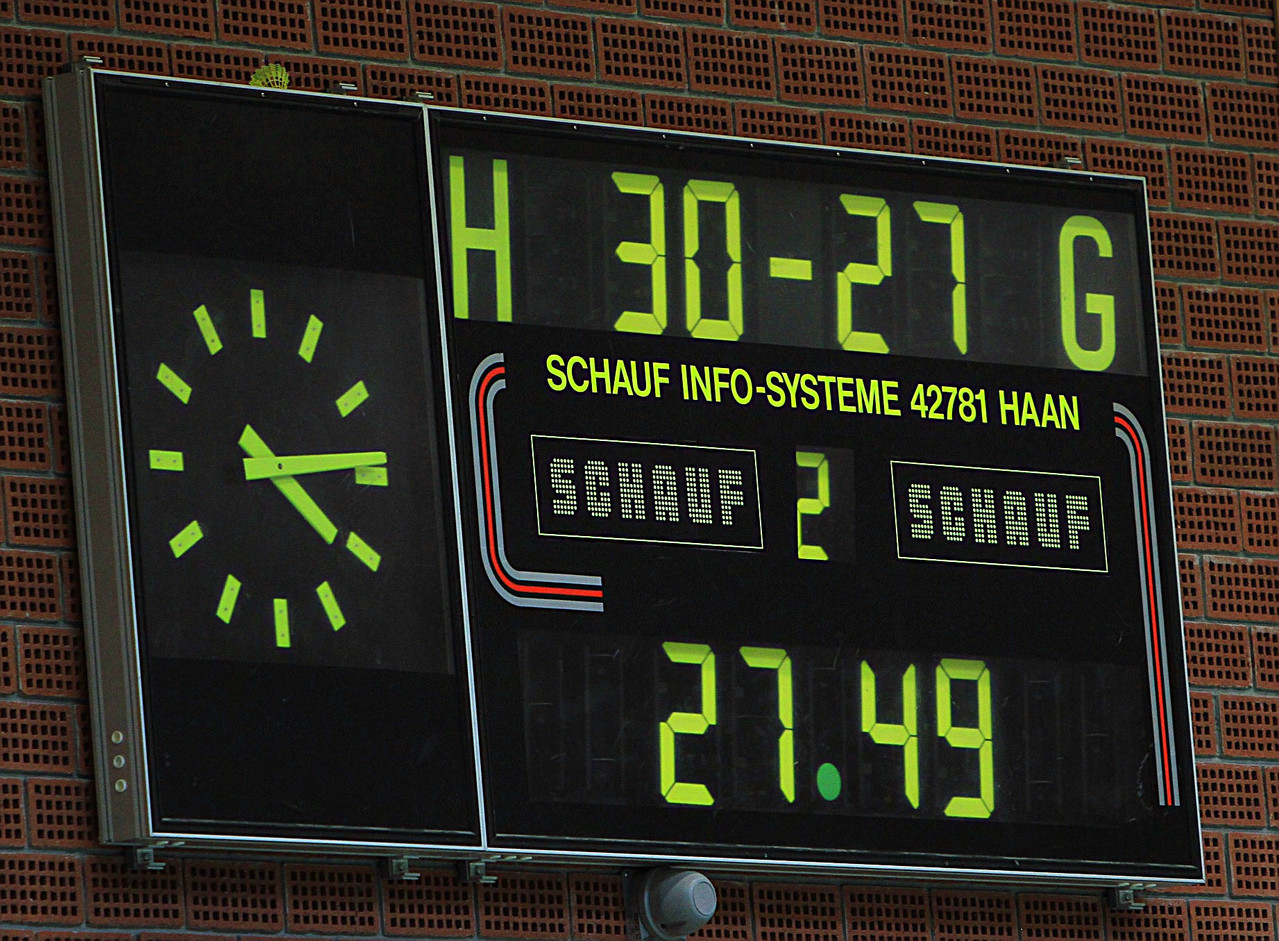 H 30-27 G
SCHAUF INFO-SYSTEME 42781 HAAN
SCHAUF 2 SCHAUF
27.49